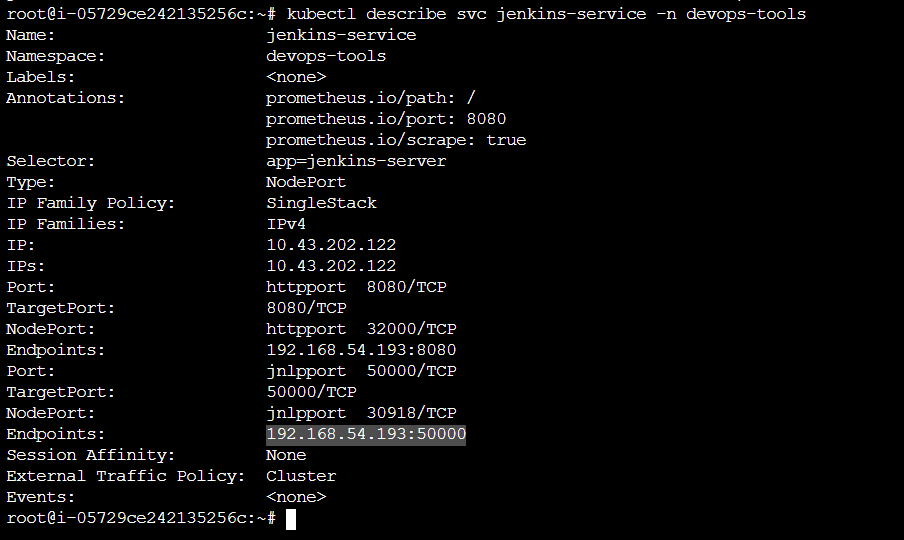 root@i-05729ce242135256c:~# kubectl describe svc jenkins-service -n devops-tools
Name:                     jenkins-service
Namespace:                devops-tools
Labels:                   <none>
Annotations:              prometheus.io/path: /
                          prometheus.io/port: 8080
                          prometheus.io/scrape: true
Selector:                 app=jenkins-server
Type:                     NodePort
IP Family Policy:         SingleStack
IP Families:              IPv4
IP:                       10.43.202.122
IPs:                      10.43.202.122
Port:                     httpport  8080/TCP
TargetPort:               8080/TCP
NodePort:                 httpport  32000/TCP
Endpoints:                192.168.54.193:8080
Port:                     jnlpport  50000/TCP
TargetPort:               50000/TCP
NodePort:                 jnlpport  30918/TCP
Endpoints:                192.168.54.193:50000
Session Affinity:         None
External Traffic Policy:  Cluster
Events:                   <none>
root@i-05729ce242135256c:~#